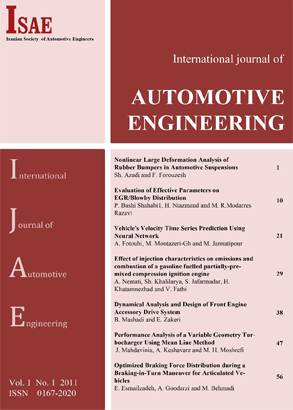 ISAE
Iranian Society of Automotive Engineers
International journal of
AUTOMOTIVE
ENGINEERING
International
Journal of
Automotive
Engineering
Vol. 1 No. 1 2011
ISSN 0167-2020
Nonlinear Large Deformation Analysis of
Rubber Bumpers in Automotive Suspensions 1
Sh. Azadi and F. Forouzesh
Evaluation of Effective Parameters on
EGR/Blowby Distribution 10
P. Bashi Shahabi1, H. Niazmand and M. R.Modarres
Razavi
Vehicle's Velocity Time Series Prediction Using
Neural Network 21
A. Fotouhi, M. Montazeri-Gh and M. Jannatipour
Effect of injection characteristics on emissions and
combustion of a gasoline fuelled partially-pre-
mixed compression ignition engine 29
A. Nemati, Sh. Khalilarya, S. Jafarmadar, H.
Khatamnezhad and V. Fathi
Dynamical Analysis and Design of Front Engine
Accessory Drive System 38
B. Mashadi and E. Zakeri
Performance Analysis of a Variable Geometry Tur-
bocharger Using Mean Line Method 47
J. Mahdavinia, A. Keshavarz and M. H. Moshrefi
Optimized Braking Force Distribution during a
Braking-in-Turn Maneuver for Articulated Ve-
hicles 56
E. Esmailzadeh, A. Goodarzi and M. Behmadi